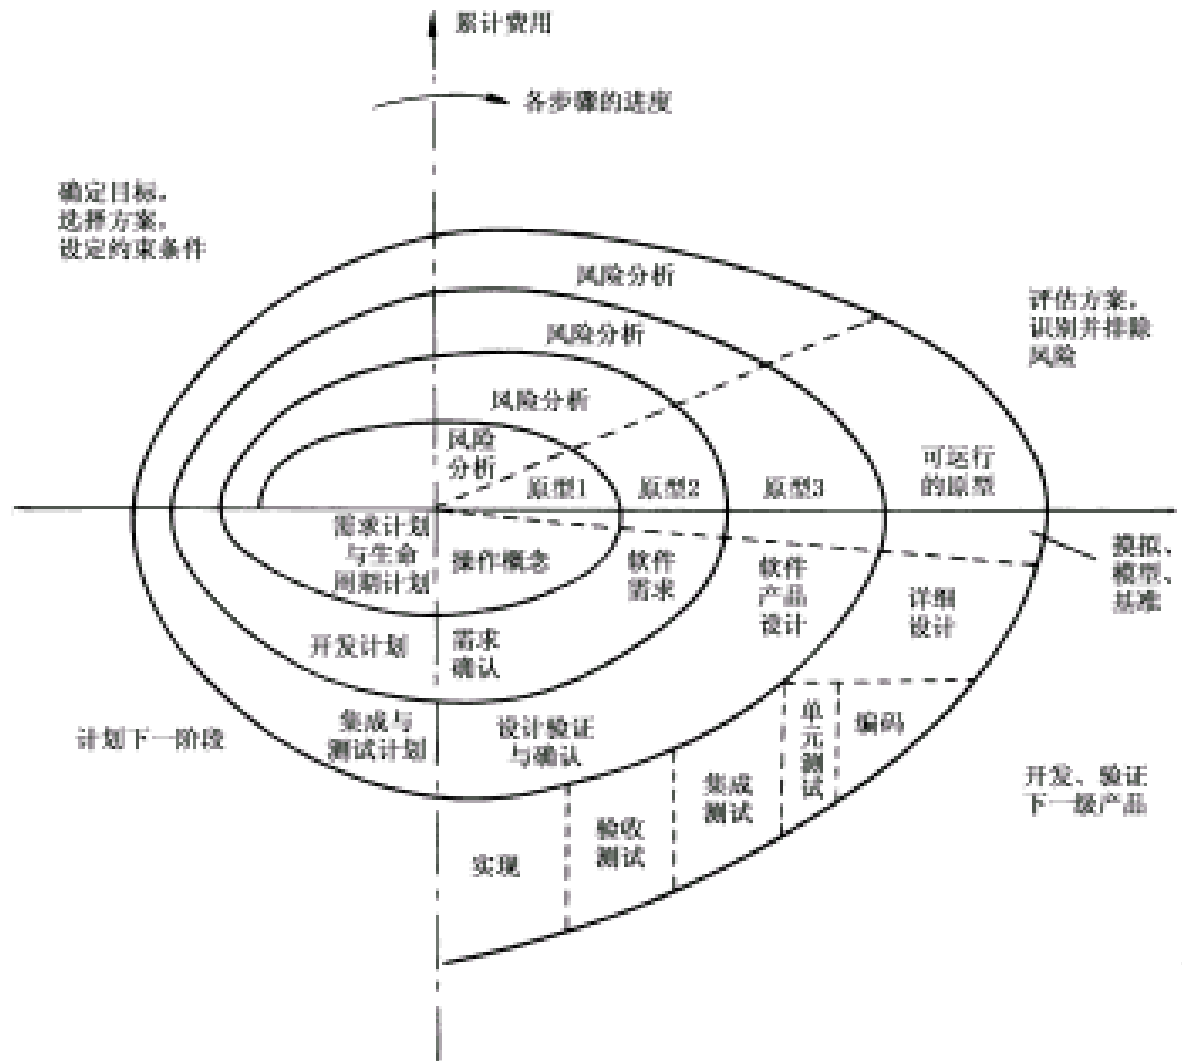 累计费用
各步骤的进度
确定目标，
选择方案，
设定约束条件
风险分析
评估方案，
识别并排除
风险
风险分析
风险分析
风险
分析
原型1
原型2
原型3
可运行
的原型
需求计划
与生命
周期计划
操作概念
软件
需求
软件
产品
设计
详细
设计
模拟、
模型、
基准
开发计划
需求
确认
计划下一阶段
集成与
测试计划
设计验证
与确认
单
元
测
试
编码
集成
测试
验收
测试
实现
开发、验证
下一级产品